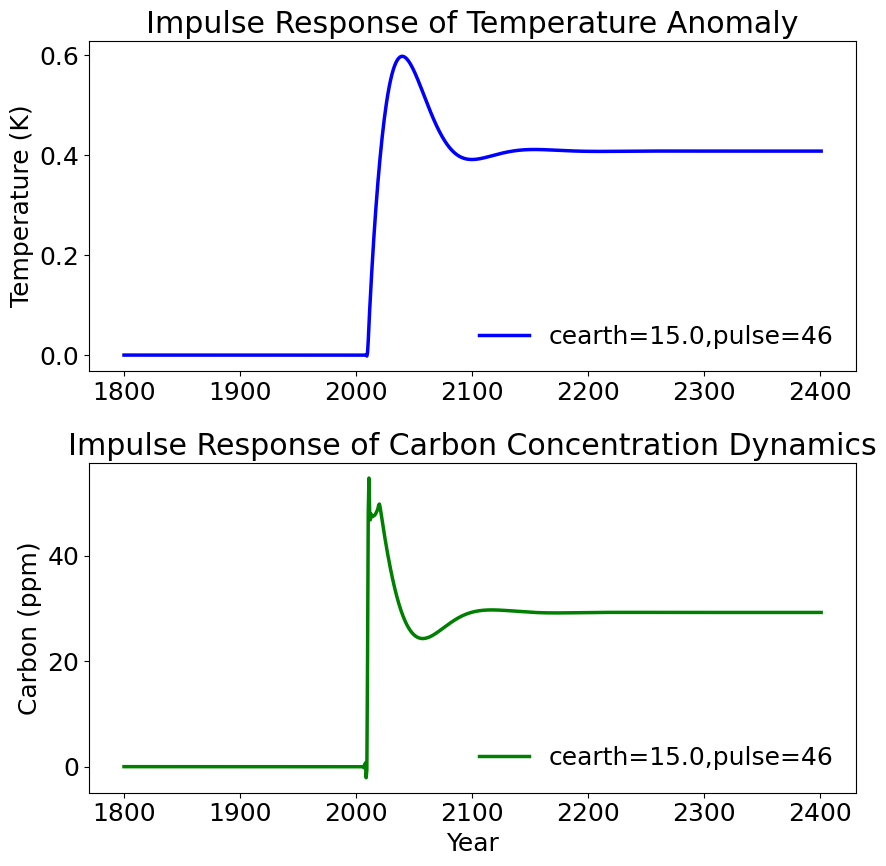 Impulse Response of Temperature Anomaly
Temperature (K)
0.6
0.4
0.2
0.0
cearth=15.0,pulse=46
1800 1900 2000 2100 2200 2300 2400
Impulse Response of Carbon Concentration Dynamics
Carbon (ppm)
40
20
0
cearth=15.0,pulse=46
1800 1900 2000 2100 2200 2300 2400
Year